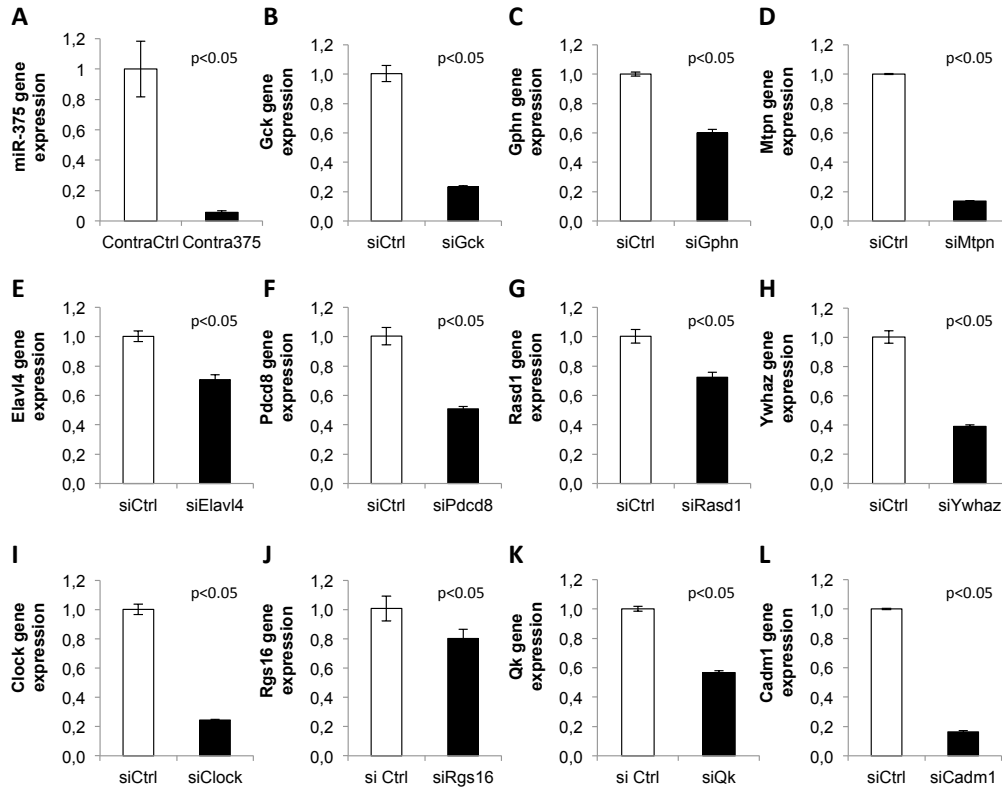 A
miR-375 gene
expression
1,2
1
0,8
0,6
0,4
0,2
0
p<0.05
ContraCtrl Contra375
B
Gck gene
expression
1,2
1,0
0,8
0,6
0,4
0,2
0,0
p<0.05
siCtrl siGck
C
Gphn gene
expression
1,2
1,0
0,8
0,6
0,4
0,2
0,0
p<0.05
siCtrl siGphn
D
Mtpn gene
expression
1,2
1,0
0,8
0,6
0,4
0,2
0,0
p<0.05
siCtrl siMtpn
E
Elavl4 gene
expression
1,2
1,0
0,8
0,6
0,4
0,2
0,0
p<0.05
siCtrl siElavl4
F
Pdcd8 gene
expression
1,2
1,0
0,8
0,6
0,4
0,2
0,0
p<0.05
siCtrl siPdcd8
G
Rasd1 gene
expression
1,2
1,0
0,8
0,6
0,4
0,2
0,0
p<0.05
siCtrl siRasd1
H
Ywhaz gene
expression
1,2
1,0
0,8
0,6
0,4
0,2
0,0
p<0.05
siCtrl siYwhaz
I
Clock gene
expression
1,2
1,0
0,8
0,6
0,4
0,2
0,0
p<0.05
siCtrl siClock
J
Rgs16 gene
expression
1,2
1,0
0,8
0,6
0,4
0,2
0,0
p<0.05
si Ctrl siRgs16
K
Qk gene
expression
1,2
1,0
0,8
0,6
0,4
0,2
0,0
p<0.05
si Ctrl siQk
L
Cadm1 gene
expression
1,2
1,0
0,8
0,6
0,4
0,2
0,0
p<0.05
siCtrl siCadm1